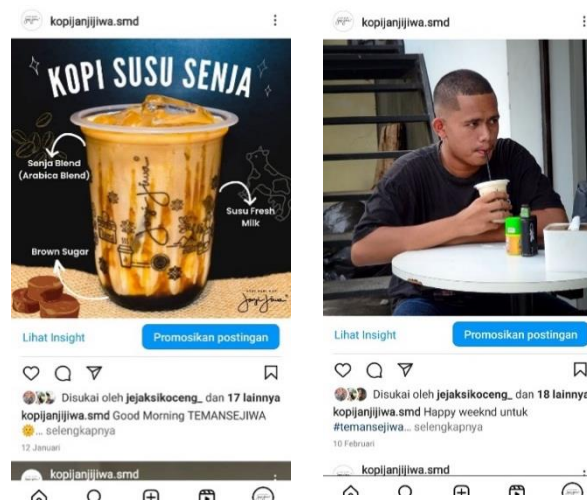 kopijanjijiwa.smd
KOPI SUSU SENJA
Senja Blend
(Arabica Blend)
Susu Fresh
Milk
Brown Sugar
Janji Jiwa
Lihat Insight
Promosikan postingan
Disukai oleh jejaksikoceng_ dan 17 lainnya
kopijanjijiwa.smd Good Morning TEMANSEJIWA
... selengkapnya
12 Januari
kopijanjijiwa.smd
kopijanjijiwa.smd
Lihat Insight
Promosikan postingan
Disukai oleh jejaksikoceng_ dan 18 lainnya
kopijanjijiwa.smd Happy weeknd untuk
#temansejiwa... selengkapnya
10 Februari
kopijanjijiwa.smd